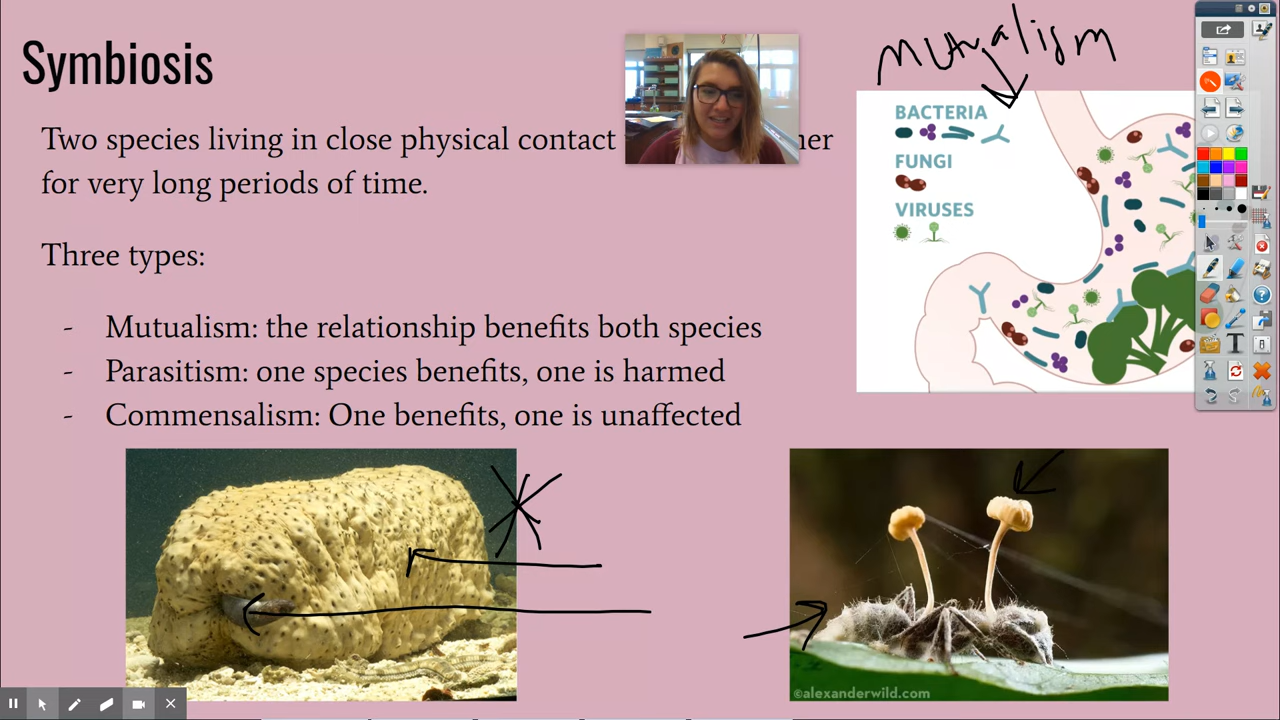 Symbiosis
mutualism
Two species living in close physical contact
for very long periods of time.
Three types:
- Mutualism: the relationship benefits both species
- Parasitism: one species benefits, one is harmed
- Commensalism: One benefits, one is unaffected
BACTERIA
FUNGI
VIRUSES
©alexanderwild.com